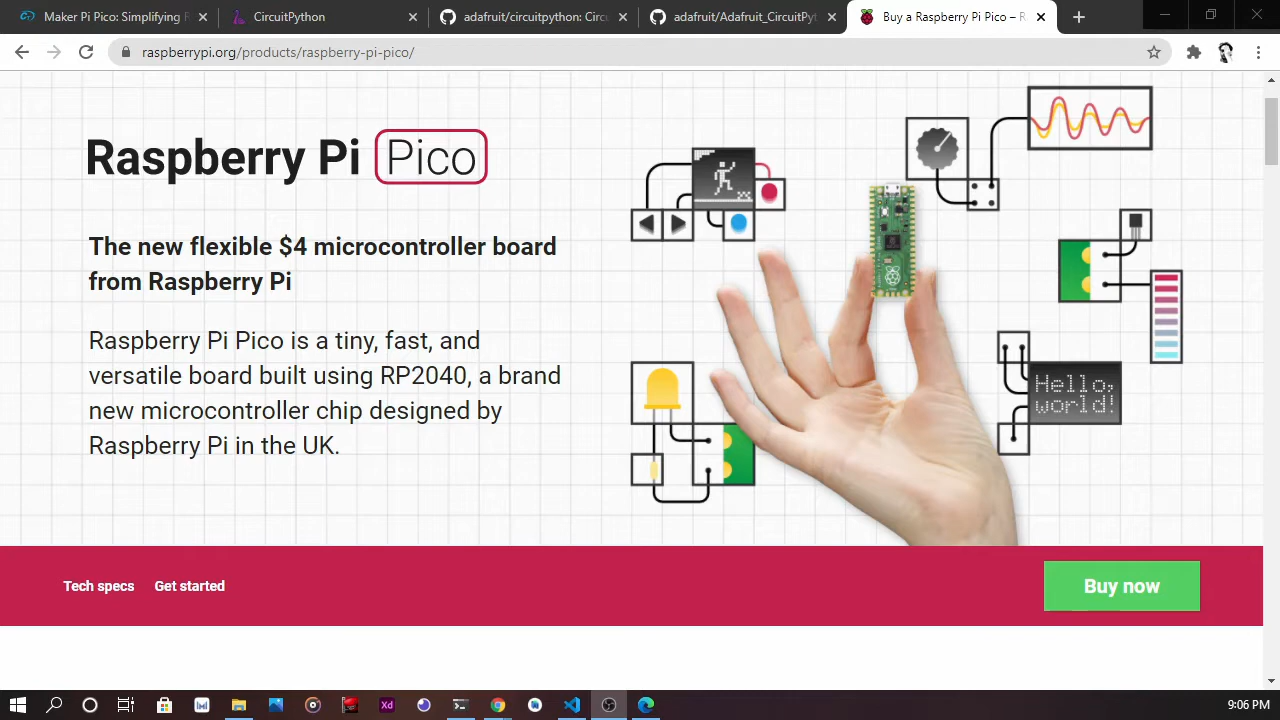 Maker Pi Pico: Simplifying R
CircuitPython
adafruit/circuitpython: Circu
adafruit/Adafruit_CircuitPyt
Buy a Raspberry Pi Pico – R
raspberrypi.org/products/raspberry-pi-pico/
Raspberry Pi Pico
The new flexible $4 microcontroller board
from Raspberry Pi
Raspberry Pi Pico is a tiny, fast, and
versatile board built using RP2040, a brand
new microcontroller chip designed by
Raspberry Pi in the UK.
Hello,
world!
Tech specs
Get started
Buy now
Xd
9:06 PM